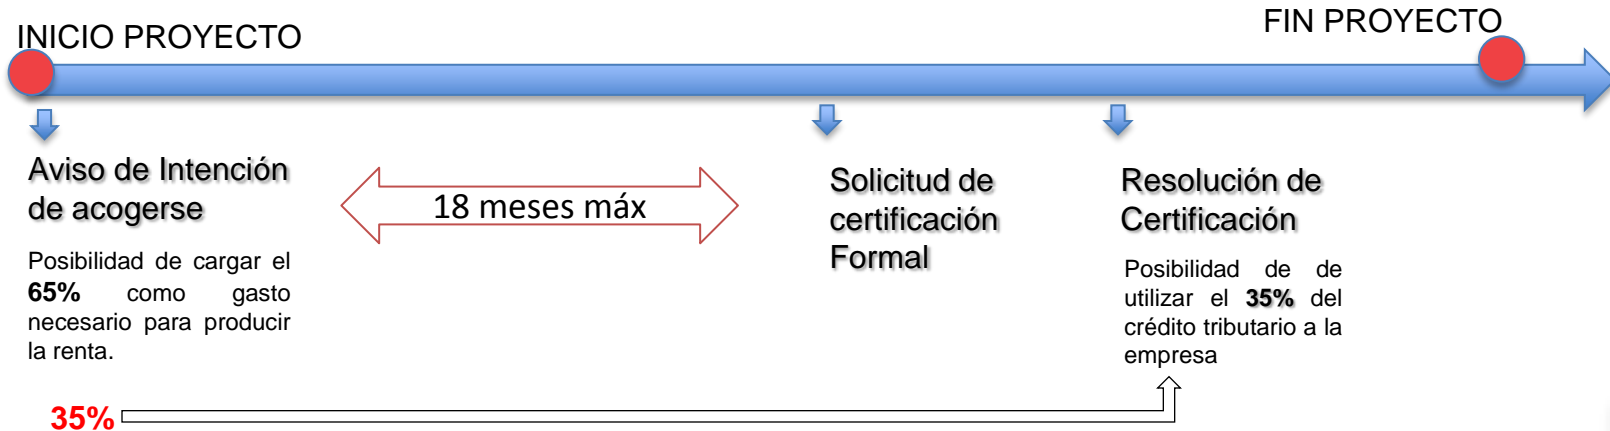 INICIO PROYECTO
FIN PROYECTO
Aviso de Intención
de acogerse
Posibilidad de cargar el
65% como gasto
necesario para producir
la renta.
18 meses máx
Solicitud de
certificación
Formal
Resolución de
Certificación
Posibilidad de de
utilizar el 35% del
crédito tributario a la
empresa
35%